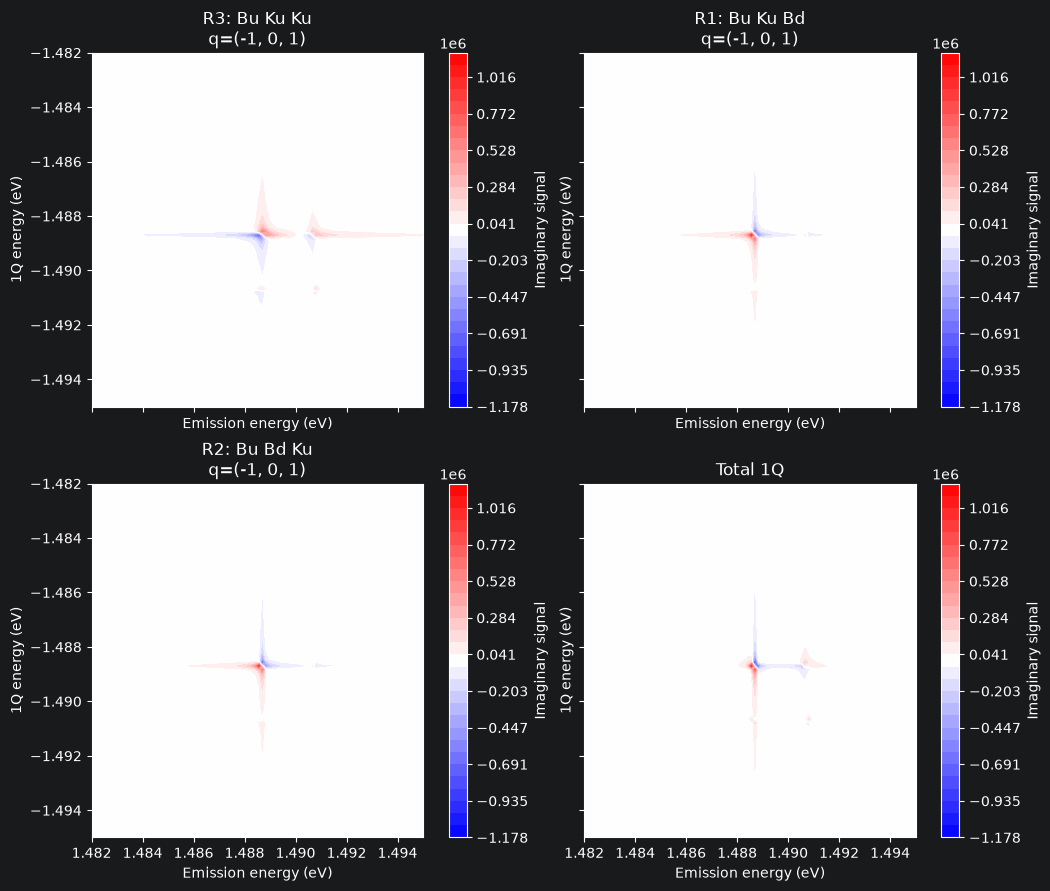 R3: Bu Ku Ku
q=(-1, 0, 1)
1e6
−1.482
−1.484
−1.486
−1.488
−1.490
−1.492
−1.494
1Q energy (eV)
Emission energy (eV)
1.016
0.772
0.528
0.284
0.041
−0.203
−0.447
−0.691
−0.935
−1.178
Imaginary signal
R1: Bu Ku Bd
q=(-1, 0, 1)
1e6
1Q energy (eV)
Emission energy (eV)
1.016
0.772
0.528
0.284
0.041
−0.203
−0.447
−0.691
−0.935
−1.178
Imaginary signal
R2: Bu Bd Ku
q=(-1, 0, 1)
1e6
−1.482
−1.484
−1.486
−1.488
−1.490
−1.492
−1.494
1Q energy (eV)
1.482 1.484 1.486 1.488 1.490 1.492 1.494
Emission energy (eV)
1.016
0.772
0.528
0.284
0.041
−0.203
−0.447
−0.691
−0.935
−1.178
Imaginary signal
Total 1Q
1e6
1Q energy (eV)
1.482 1.484 1.486 1.488 1.490 1.492 1.494
Emission energy (eV)
1.016
0.772
0.528
0.284
0.041
−0.203
−0.447
−0.691
−0.935
−1.178
Imaginary signal